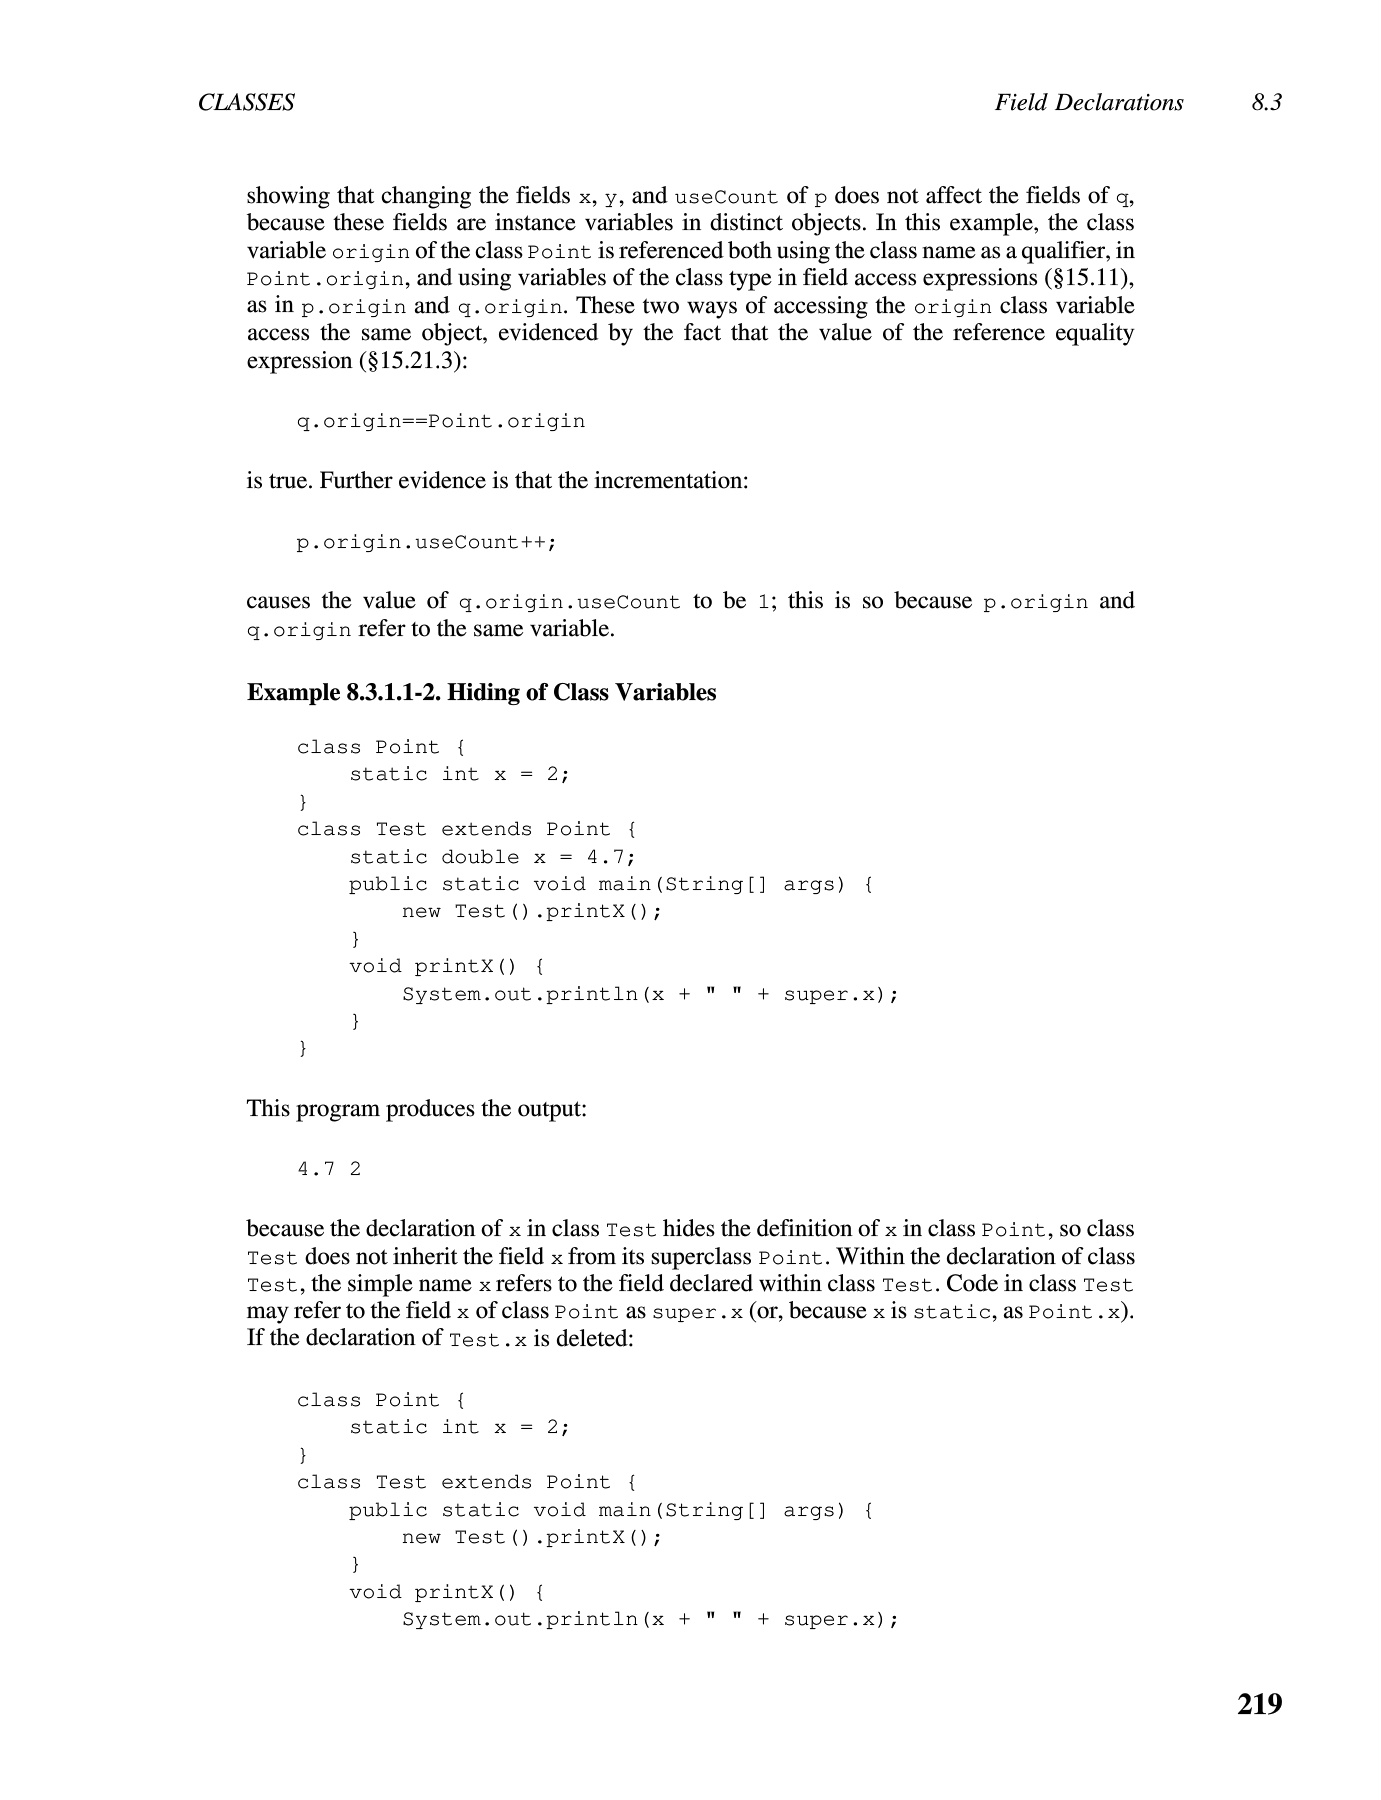 CLASSES Field Declarations 8.3
showing that changing the fields x, y, and useCount of p does not affect the fields of q,
because these fields are instance variables in distinct objects. In this example, the class
variable origin of the class Point is referenced both using the class name as a qualifier, in
Point.origin, and using variables of the class type in field access expressions (§15.11),
as in p.origin and q.origin. These two ways of accessing the origin class variable
access the same object, evidenced by the fact that the value of the reference equality
expression (§15.21.3):
q.origin==Point.origin
is true. Further evidence is that the incrementation:
p.origin.useCount++;
causes the value of q.origin.useCount to be 1; this is so because p.origin and
q.origin refer to the same variable.
Example 8.3.1.1-2. Hiding of Class Variables
class Point {
    static int x = 2;
}
class Test extends Point {
    static double x = 4.7;
    public static void main(String[] args) {
        new Test().printX();
    }
    void printX() {
        System.out.println(x + " " + super.x);
    }
}
This program produces the output:
4.7 2
because the declaration of x in class Test hides the definition of x in class Point, so class
Test does not inherit the field x from its superclass Point. Within the declaration of class
Test, the simple name x refers to the field declared within class Test. Code in class Test
may refer to the field x of class Point as super.x (or, because x is static, as Point.x).
If the declaration of Test.x is deleted:
class Point {
    static int x = 2;
}
class Test extends Point {
    public static void main(String[] args) {
        new Test().printX();
    }
    void printX() {
        System.out.println(x + " " + super.x);
219